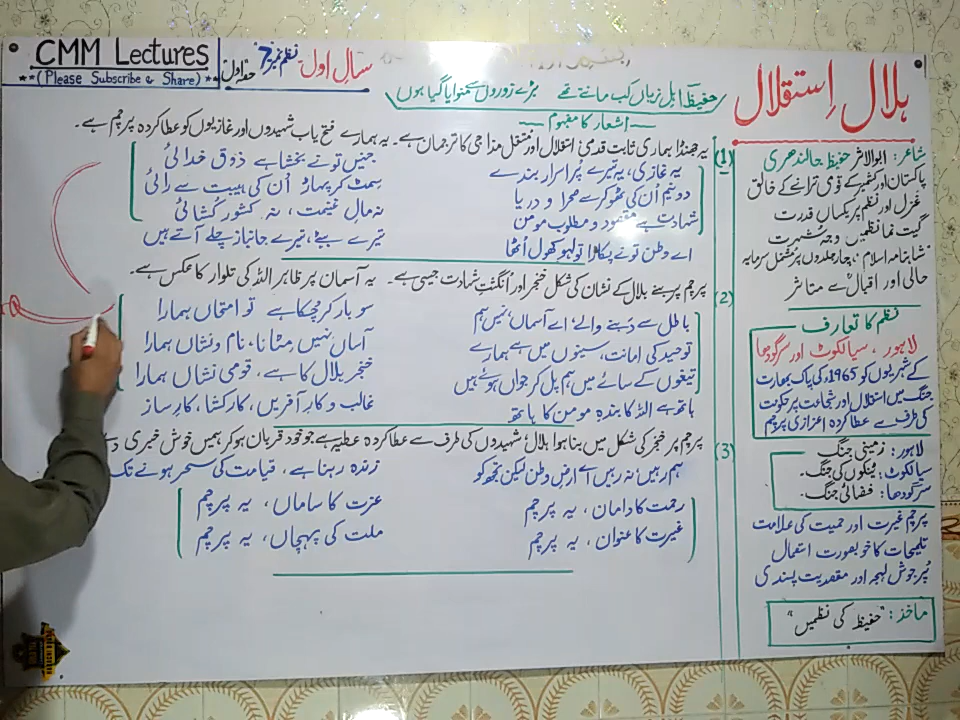 CMM Lectures
**(Please Subscribe & Share)**
سالِ اول نظم نمبر 7 حصہ اول
ہلالِ اِستقلال
حفیظؔ اہلِ زباں کب مانتے تھے بڑے زوروں سے منوایا گیا ہوں
اشعار کا مفہوم
(1) یہ جھنڈا ہماری ثابت قدمی، استقلال اور مستقل مزاجی کا ترجمان ہے۔ یہ ہمارے فتح یاب شہیدوں اور غازیوں کو عطا کردہ پرچم ہے۔
یہ غازی، یہ تیرے پُر اسرار بندے جنہیں تو نے بخشا ہے ذوقِ خدائی
دو نیم اُن کی ٹھوکر سے صحرا و دریا سمٹ کر پہاڑ اُن کی ہیبت سے رائی
شہادت ہے مقصود و مطلوبِ مومن نہ مالِ غنیمت، نہ کشور کشائی
اے وطن تو نے پکارا تو لہو کھول اُٹھا تیرے بیٹے، تیرے جانباز چلے آتے ہیں
(2) پرچم پر بنے ہلال کے نشان کی شکل خنجر اور انگشتِ شہادت جیسی ہے۔ یہ آسمان پر ظاہر اللہ کی تلوار کا عکس ہے۔
باطل سے دبنے والے، اے آسماں نہیں ہم سو بار کر چکا ہے تو امتحاں ہمارا
توحید کی امانت، سینوں میں ہے ہمارے آساں نہیں مٹانا، نام و نشاں ہمارا
تیغوں کے سائے میں ہم پل کر جواں ہوئے ہیں خنجر ہلال کا ہے، قومی نشاں ہمارا
ہاتھ ہے اللہ کا بندہ مومن کا ہاتھ غالب و کار آفریں، کار کشا، کار ساز
(3) پرچم پر خنجر کی شکل میں بنا ہوا ہلال شہیدوں کی طرف سے عطا کردہ عطیہ ہے جو خود قربان ہو کر ہمیں خوش خبری
ہم رہیں نہ رہیں اے ارضِ وطن لیکن تجھ کو زندہ رہنا ہے، قیامت کی سحر ہونے تک
رحمت کا داماں، یہ پرچم عزت کا ساماں، یہ پرچم
غیرت کا عنوان، یہ پرچم ملت کی پہچاں، یہ پرچم
شاعر: ابوالاثر حفیظ جالندھری
پاکستان اور کشمیر کے قومی ترانے کے خالق
غزل اور نظم پر یکساں قدرت
گیت نما نظمیں وجہ شہرت
شاہنامہ اسلام، چار جلدوں پر مشتمل سرمایہ
حالی اور اقبالؒ سے متاثر
نظم کا تعارف
لاہور، سیالکوٹ اور سرگودھا
کے شہریوں کو 1965ء کی پاک بھارت
جنگ میں استقلال اور شجاعت پر حکومت
کی طرف سے عطا کردہ اعزازی پرچم
لاہور: زمینی جنگ
سیالکوٹ: ٹینکوں کی جنگ۔
سرگودھا: فضائی جنگ۔
پرچم غیرت اور حمیت کی علامت
تلمیحات کا خوبصورت استعمال
پُر جوش لہجہ اور مقصدیت پسندی
ماخذ: "حفیظ کی نظمیں"